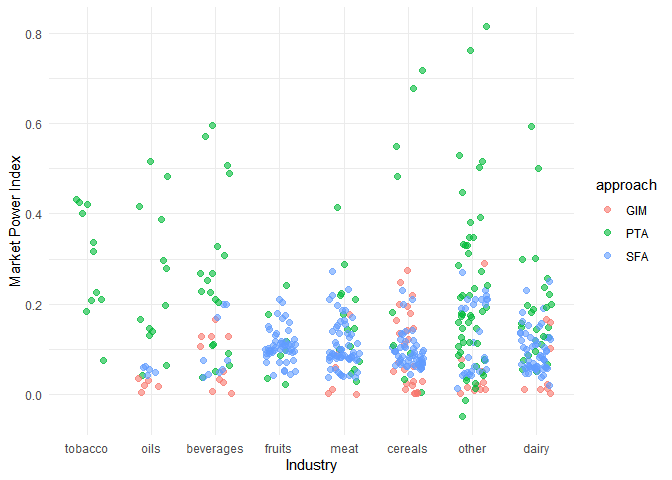 0.8
0.6
0.4
0.2
0.0
Market Power Index
tobacco oils beverages fruits meat cereals other dairy
Industry
approach
GIM
PTA
SFA